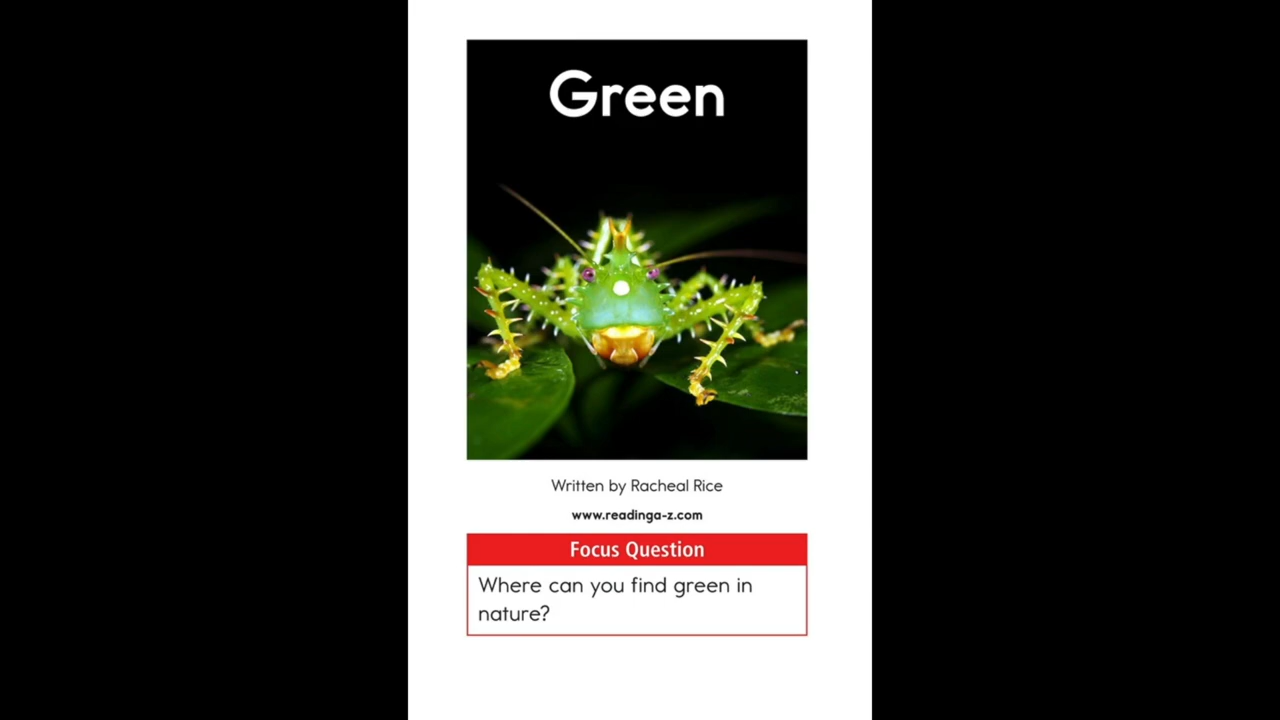 Green
Written by Racheal Rice
www.readinga-z.com
Focus Question
Where can you find green in
nature?